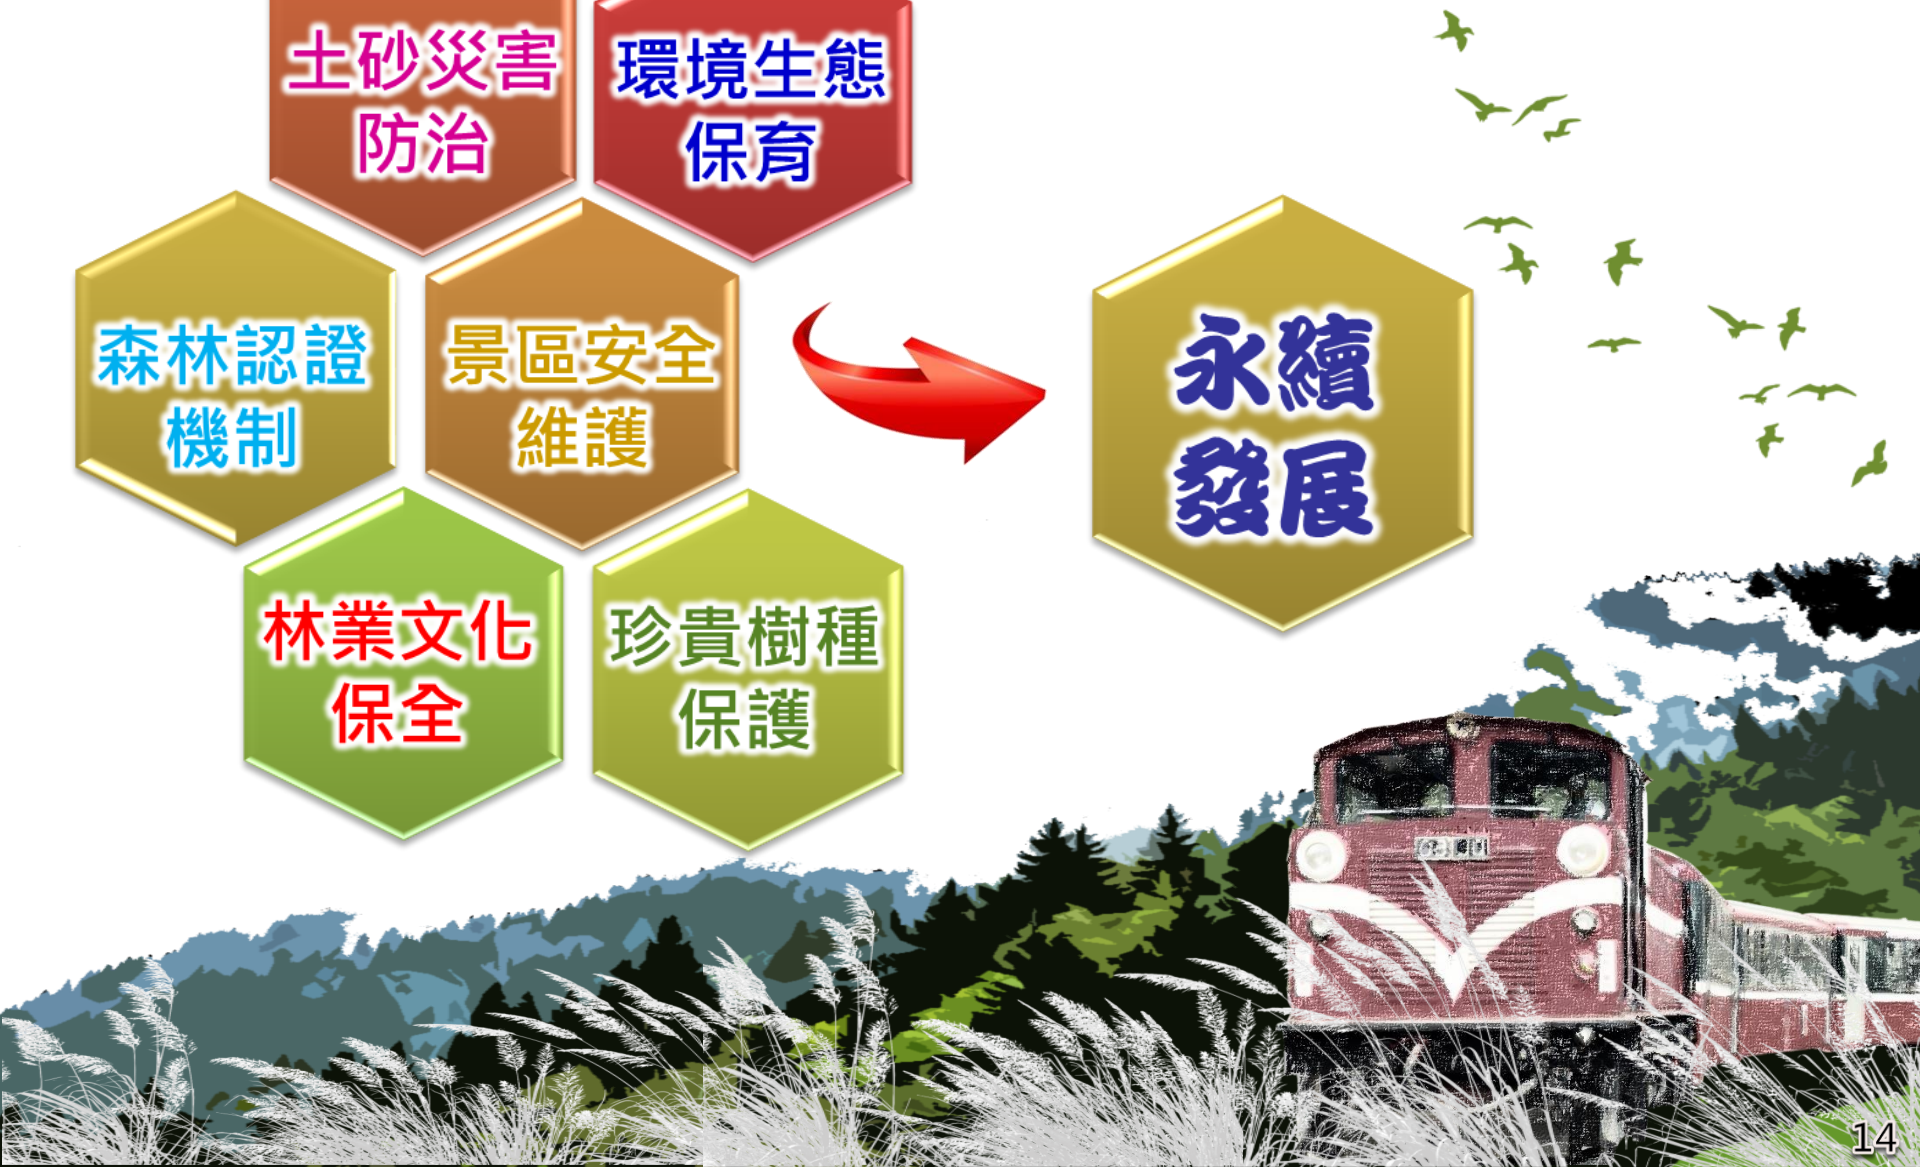 土砂災害
防治
環境生態
保育
森林認證
機制
景區安全
維護
永續
發展
林業文化
保全
珍貴樹種
保護
14